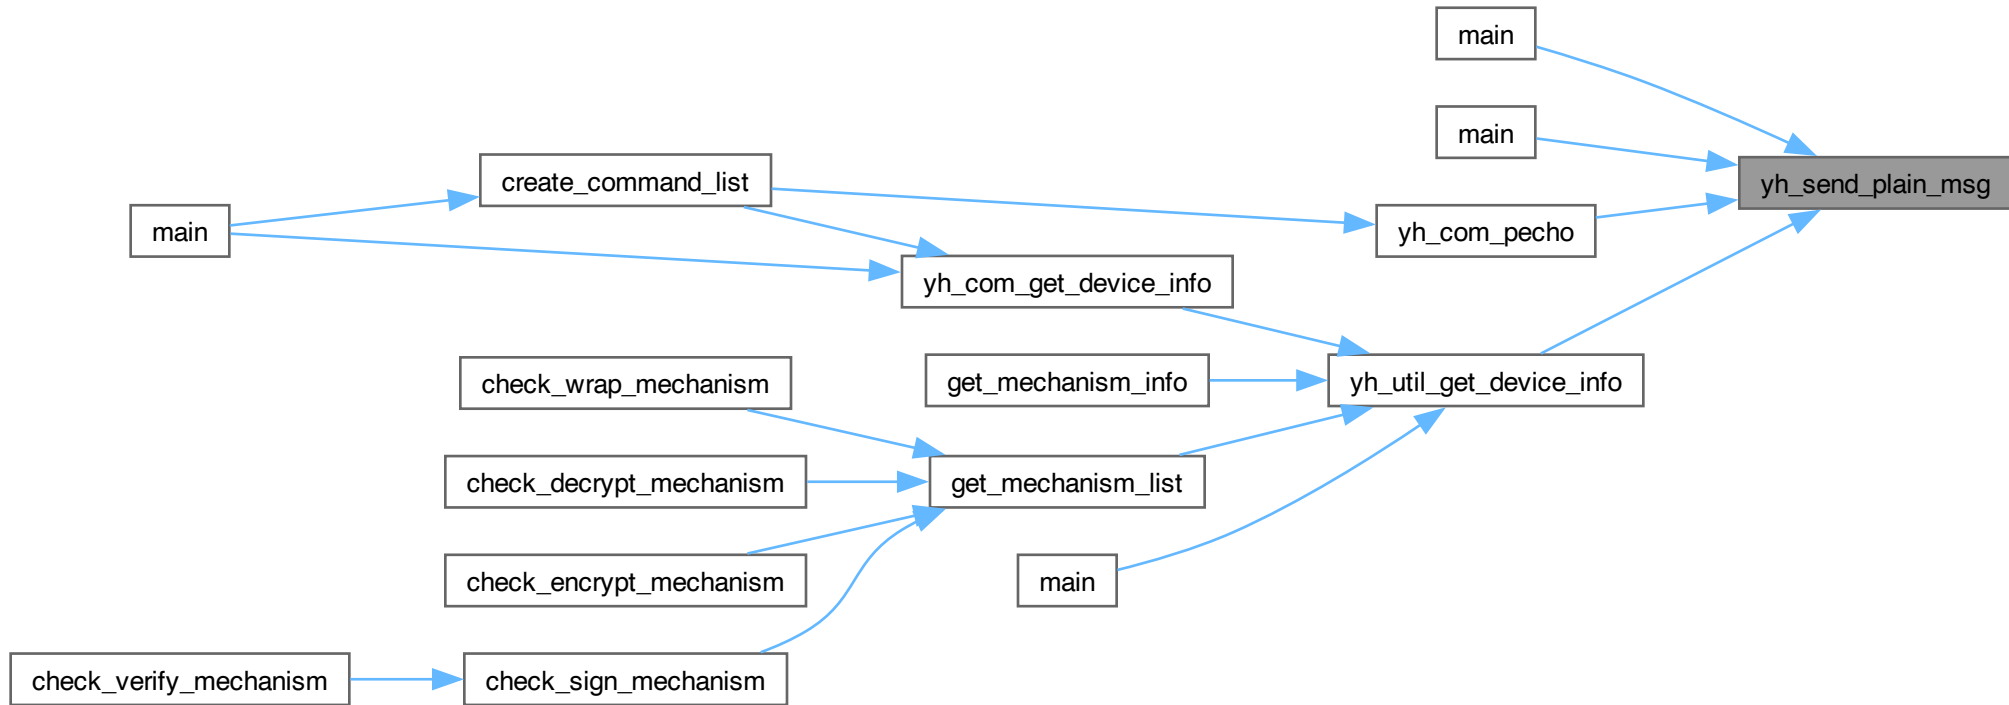 main
main
yh_send_plain_msg
create_command_list
main
yh_com_pecho
yh_com_get_device_info
check_wrap_mechanism
get_mechanism_info
yh_util_get_device_info
check_decrypt_mechanism
get_mechanism_list
check_encrypt_mechanism
main
check_verify_mechanism
check_sign_mechanism